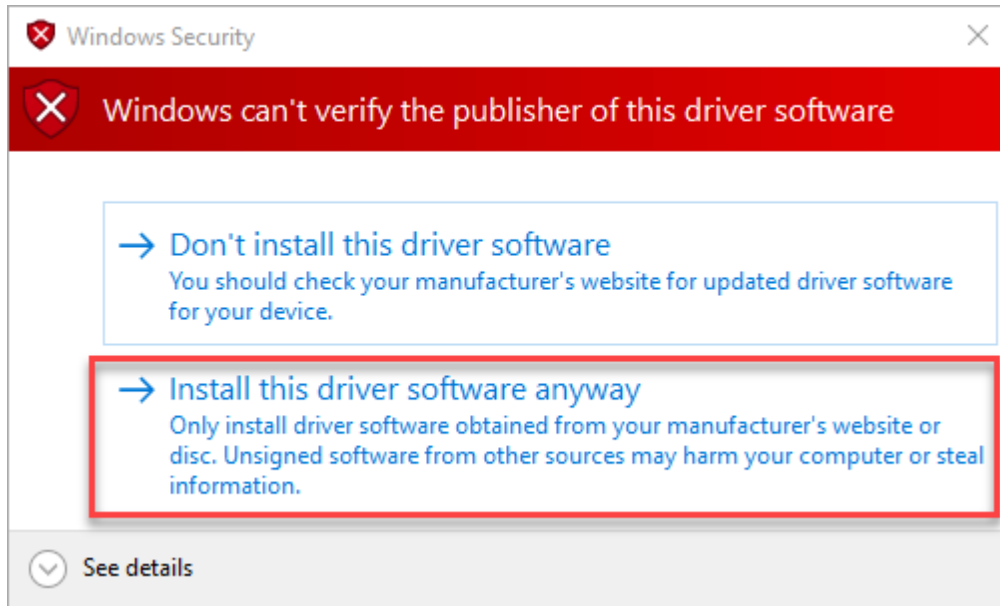 Windows Security
Windows can't verify the publisher of this driver software
Don't install this driver software
You should check your manufacturer's website for updated driver software
for your device.
Install this driver software anyway
Only install driver software obtained from your manufacturer's website or
disc. Unsigned software from other sources may harm your computer or steal
information.
See details